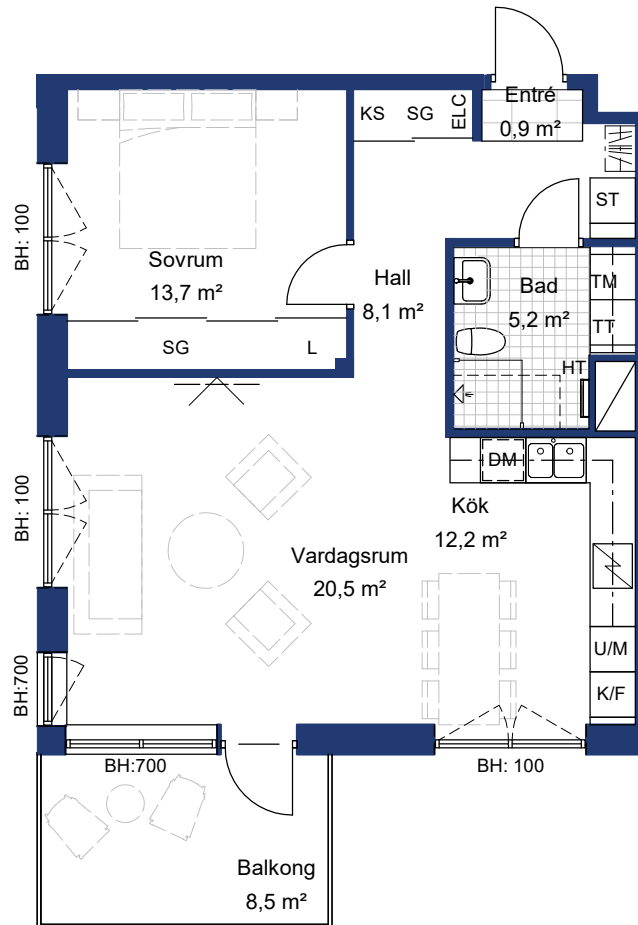 Entré
0,9 m²
KS
SG
ELC
ST
BH: 100
Sovrum
13,7 m²
Hall
8,1 m²
Bad
5,2 m²
TM
TT
SG
L
HT
DM
BH: 100
Kök
12,2 m²
Vardagsrum
20,5 m²
U/M
K/F
BH:700
BH:700
BH: 100
Balkong
8,5 m²